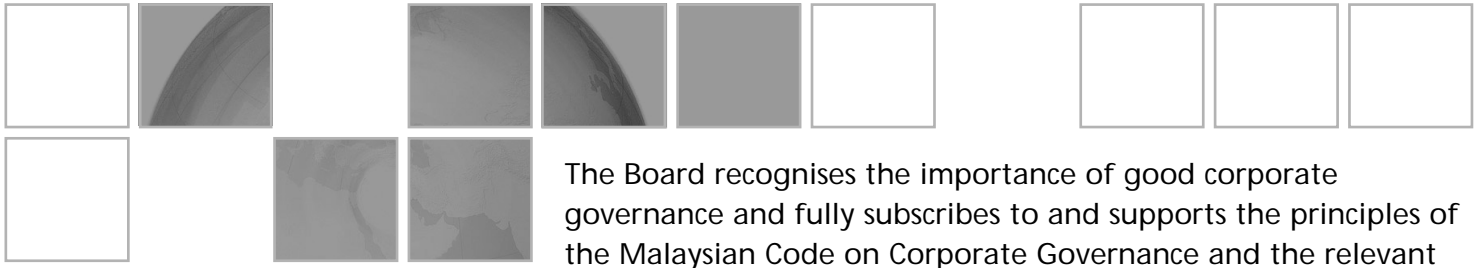 The Board recognises the importance of good corporate
governance and fully subscribes to and supports the principles of
the Malaysian Code on Corporate Governance and the relevant